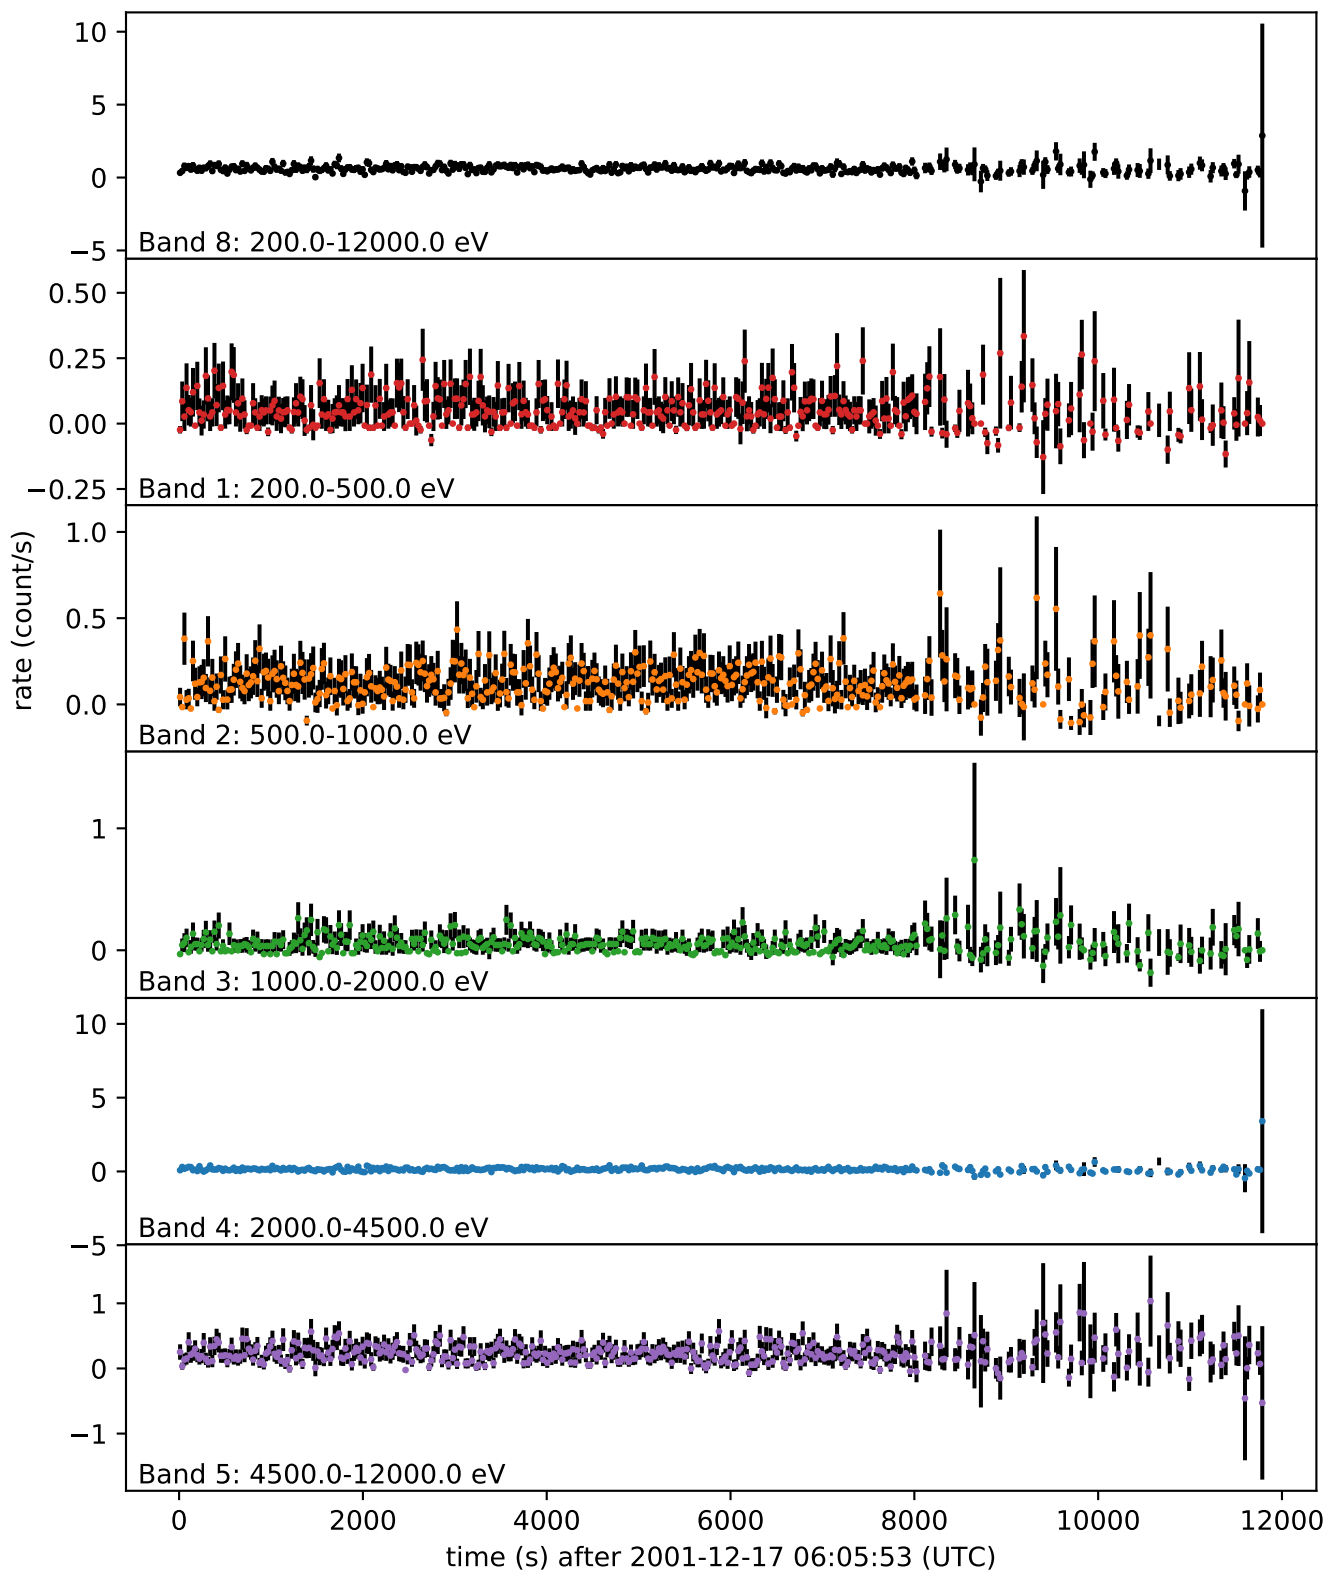 10
5
0
−5
Band 8: 200.0-12000.0 eV
0.50
0.25
0.00
−0.25
Band 1: 200.0-500.0 eV
1.0
0.5
0.0
Band 2: 500.0-1000.0 eV
rate (count/s)
1
0
Band 3: 1000.0-2000.0 eV
10
5
0
−5
Band 4: 2000.0-4500.0 eV
1
0
−1
Band 5: 4500.0-12000.0 eV
0 2000 4000 6000 8000 10000 12000
time (s) after 2001-12-17 06:05:53 (UTC)